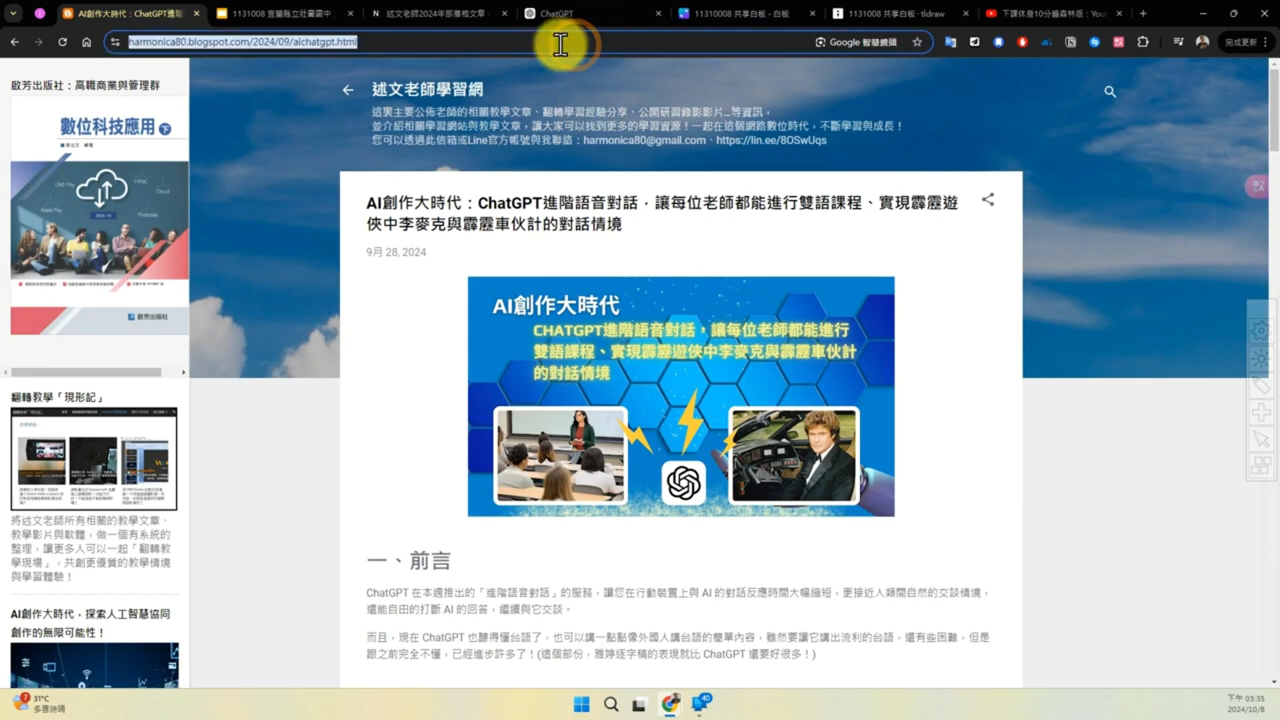 AI創作大時代：ChatGPT進階
1131008 宜蘭縣立壯圍國中
述文老師2024年部落格文章 -
ChatGPT
11310008 共享白板 - 白板
1131008 共享白板 · tldraw
下課休息10分鐘森林版：You
harmonica80.blogspot.com/2024/09/aichatgpt.html
Google 智慧鏡頭
完成更新
啟芳出版社：高職商業與管理群
數位科技應用 下
啟芳出版社
翻轉教學「現形記」
將述文老師所有相關的教學文章、
教學影片與軟體，做一個有系統的
整理，讓更多人可以一起「翻轉教
學現場」，共創更優質的教學情境
與學習體驗！
AI創作大時代，探索人工智慧協同
創作的無限可能性！
述文老師學習網
這裏主要公佈老師的相關教學文章、翻轉學習經驗分享、公開研習錄影影片...等資訊，
並介紹相關學習網站與教學文章，讓大家可以找到更多的學習資源！一起在這個網路數位時代，不斷學習與成長！
您可以透過此信箱或Line官方帳號與我聯絡：harmonica80@gmail.com、https://lin.ee/8OSwUqs
AI創作大時代：ChatGPT進階語音對話，讓每位老師都能進行雙語課程、實現霹靂遊
俠中李麥克與霹靂車伙計的對話情境
9月 28, 2024
AI創作大時代
CHATGPT進階語音對話，讓每位老師都能進行
雙語課程、實現霹靂遊俠中李麥克與霹靂車伙計
的對話情境
一、前言
ChatGPT 在本週推出的「進階語音對話」的服務，讓您在行動裝置上與 AI 的對話反應時間大幅縮短，更接近人類間自然的交談情境，
還能自由的打斷 AI 的回答，繼續與它交談。
而且，現在 ChatGPT 也聽得懂台語了，也可以講一點點像外國人講台語的簡單內容，雖然要讓它講出流利的台語，還有些困難，但是
跟之前完全不懂，已經進步許多了！(這個部份，雅婷逐字稿的表現就比 ChatGPT 還要好很多！)
31°C
多雲時晴
40
下午 03:35
2024/10/8